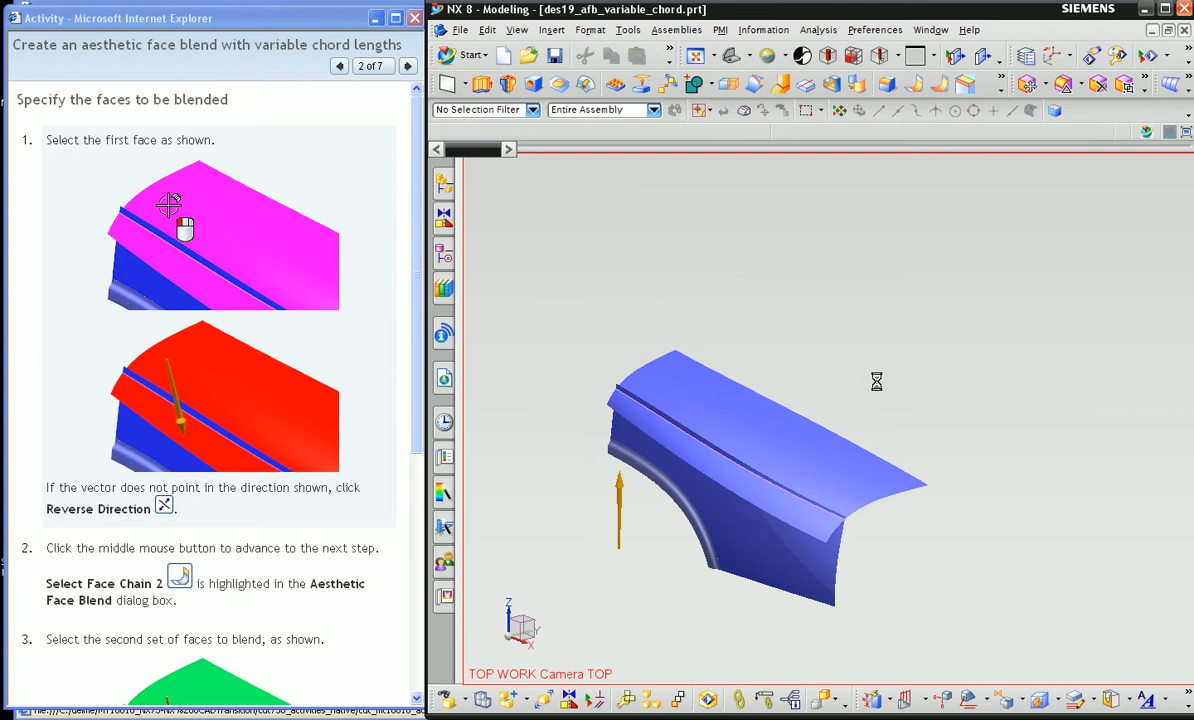 Activity - Microsoft Internet Explorer
Create an aesthetic face blend with variable chord lengths
2 of 7
Specify the faces to be blended
1. Select the first face as shown.
If the vector does not point in the direction shown, click
Reverse Direction .
2. Click the middle mouse button to advance to the next step.
Select Face Chain 2 is highlighted in the Aesthetic
Face Blend dialog box.
3. Select the second set of faces to blend, as shown.
NX 8 - Modeling - [des19_afb_variable_chord.prt]
SIEMENS
File Edit View Insert Format Tools Assemblies PMI Information Analysis Preferences Window Help
Start
No Selection Filter Entire Assembly
Z
Y
X
TOP WORK Camera TOP